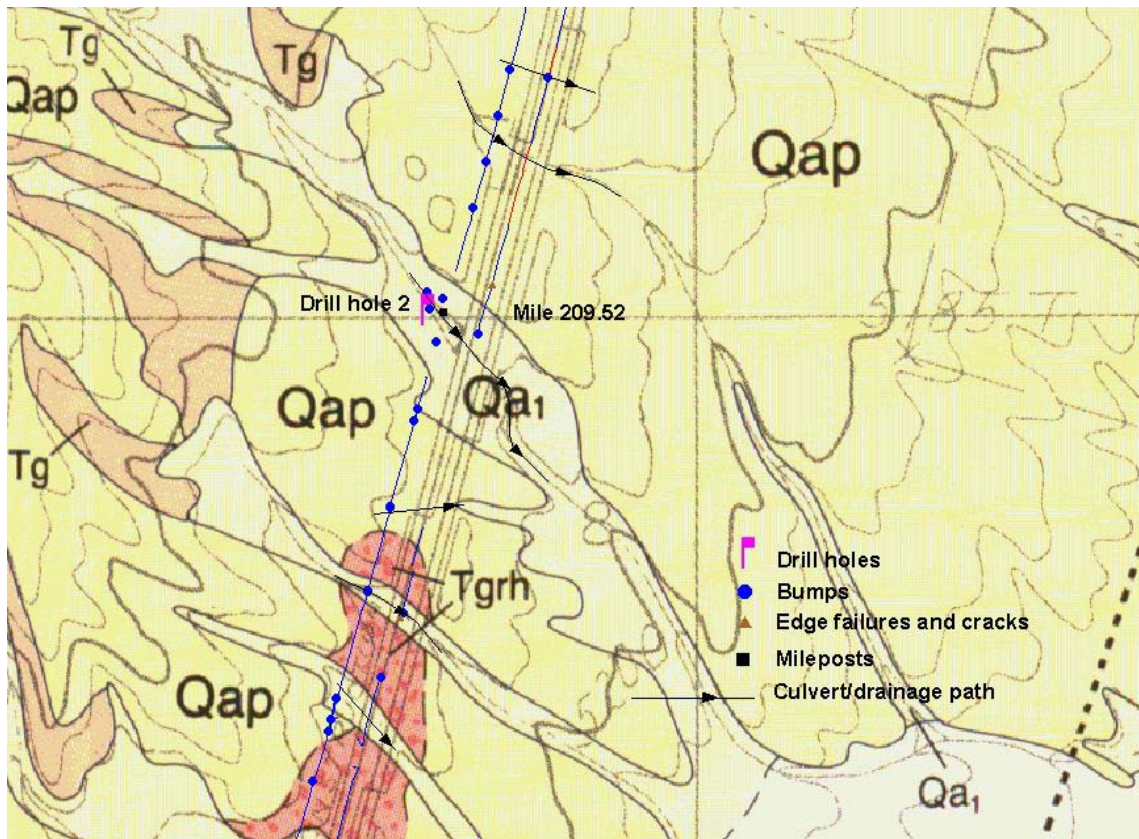 Tg
Tg
Qap
Qap
Drill hole 2
Mile 209.52
Qap
Qa1
Tg
Drill holes
Tgrh
Bumps
Edge failures and cracks
Mileposts
Qap
Culvert/drainage path
Qa1